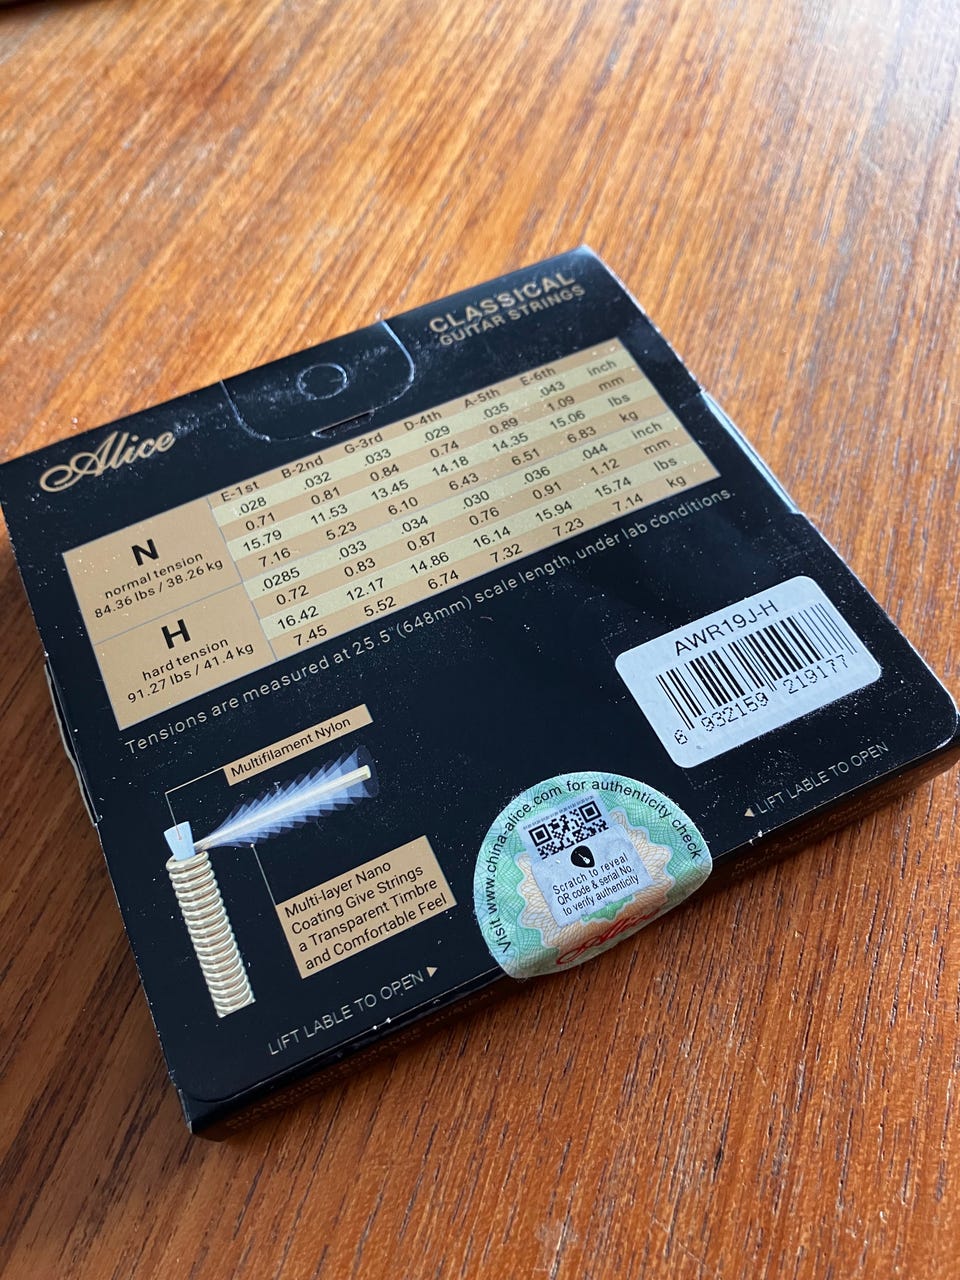 CLASSICAL
GUITAR STRINGS
Alice
E-1st B-2nd G-3rd D-4th A-5th E-6th
N
normal tension
84.36 lbs / 38.26 kg
.028 .032 .033 .029 .035 .043 inch
0.71 0.81 0.84 0.74 0.89 1.09 mm
15.79 11.53 13.45 14.18 14.35 15.06 lbs
7.16 5.23 6.10 6.43 6.51 6.83 kg
H
hard tension
91.27 lbs / 41.4 kg
.0285 .033 .034 .030 .036 .044 inch
0.72 0.83 0.87 0.76 0.91 1.12 mm
16.42 12.17 14.86 16.14 15.94 15.74 lbs
7.45 5.52 6.74 7.32 7.23 7.14 kg
Tensions are measured at 25.5"(648mm) scale length, under lab conditions.
AWR19J-H
6 932159 219177
Multifilament Nylon
Multi-layer Nano
Coating Give Strings
a Transparent Timbre
and Comfortable Feel
LIFT LABLE TO OPEN
Visit www.china-alice.com for authenticity check
Scratch to reveal
QR code & serial No.
to verify authenticity
Alice
LIFT LABLE TO OPEN